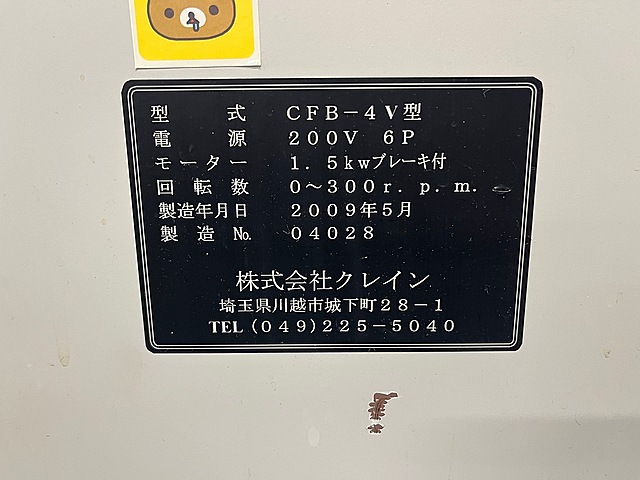 型式 CFB-4V型
電源 200V 6P
モーター 1.5kwブレーキ付
回転数 0～300r.p.m.
製造年月日 2009年5月
製造 No. 04028
株式会社クレイン
埼玉県川越市城下町28-1
TEL(049)225-5040